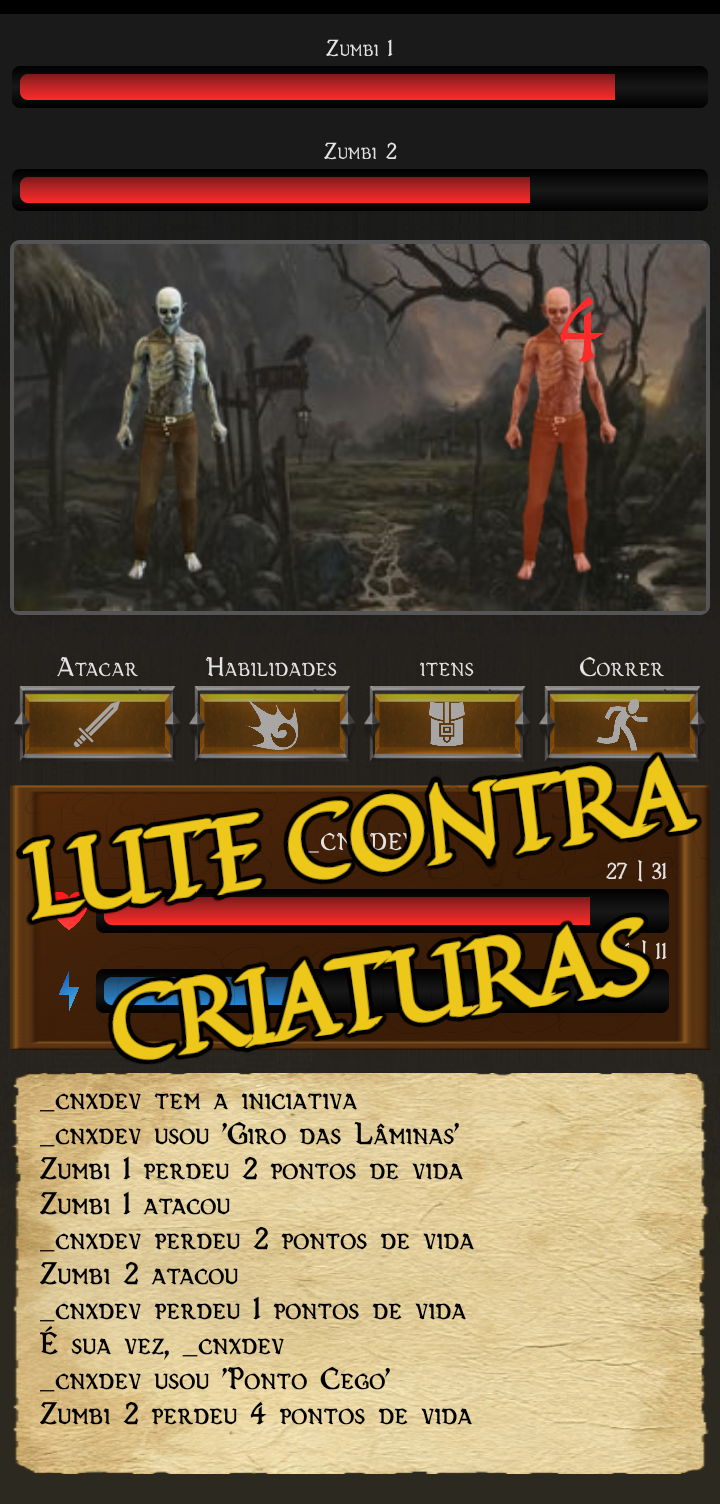 Zumbi 1
Zumbi 2
4
Atacar
Habilidades
itens
Correr
LUTE CONTRA
27 | 31
| 11
CRIATURAS
_cnxdev tem a iniciativa
_cnxdev usou 'Giro das Lâminas'
Zumbi 1 perdeu 2 pontos de vida
Zumbi 1 atacou
_cnxdev perdeu 2 pontos de vida
Zumbi 2 atacou
_cnxdev perdeu 1 pontos de vida
É sua vez, _cnxdev
_cnxdev usou 'Ponto Cego'
Zumbi 2 perdeu 4 pontos de vida